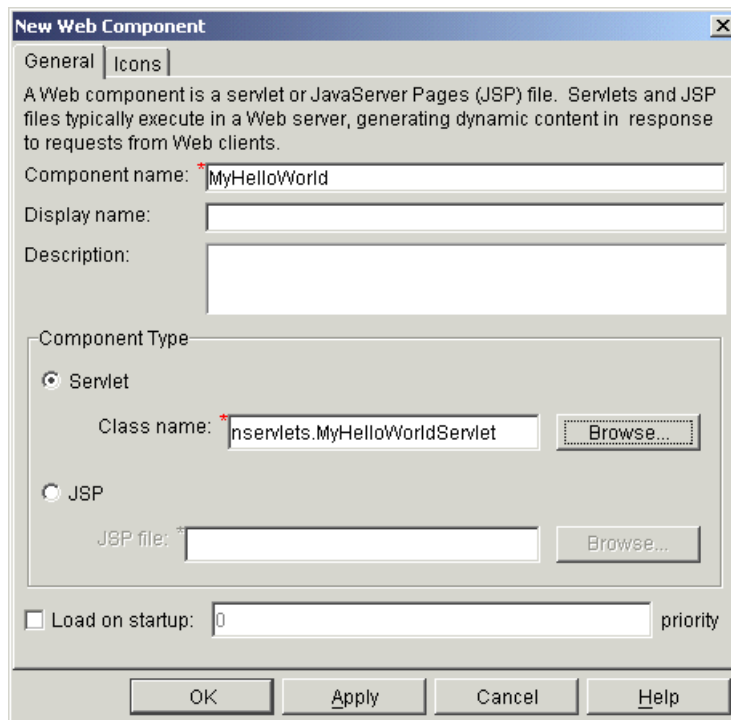 New Web Component
General Icons
A Web component is a servlet or JavaServer Pages (JSP) file. Servlets and JSP
files typically execute in a Web server, generating dynamic content in response
to requests from Web clients.
Component name: *MyHelloWorld
Display name:
Description:
Component Type
Servlet
Class name: *nservlets.MyHelloWorldServlet Browse...
JSP
JSP file: * Browse...
Load on startup: 0 priority
OK Apply Cancel Help